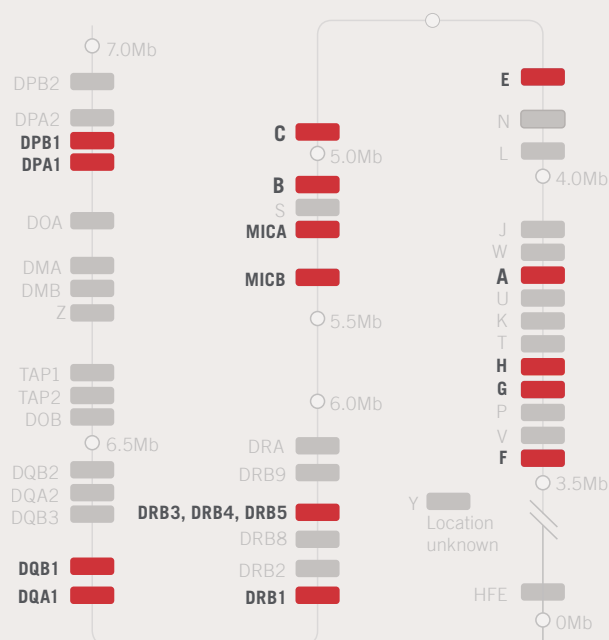 7.0Mb
DPB2
DPA2
DPB1
DPA1
DOA
DMA
DMB
Z
TAP1
TAP2
DOB
6.5Mb
DQB2
DQA2
DQB3
DQB1
DQA1
C
5.0Mb
B
S
MICA
MICB
5.5Mb
6.0Mb
DRA
DRB9
DRB3, DRB4, DRB5
DRB8
DRB2
DRB1
E
N
L
4.0Mb
J
W
A
U
K
T
H
G
P
V
F
3.5Mb
Y
Location
unknown
HFE
0Mb